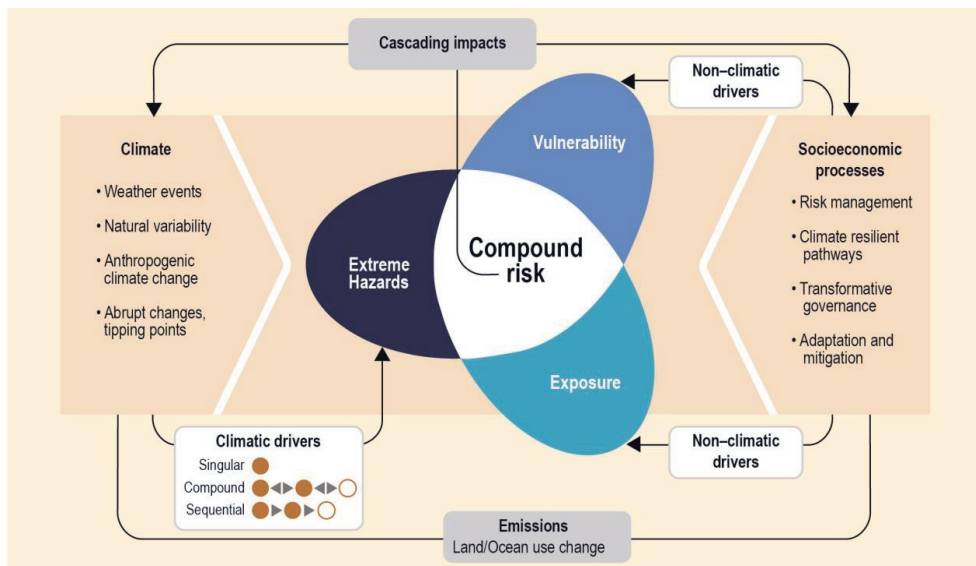 Cascading impacts
Non–climatic
drivers
Climate
• Weather events
• Natural variability
• Anthropogenic
climate change
• Abrupt changes,
tipping points
Vulnerability
Extreme
Hazards
Compound
risk
Exposure
Socioeconomic
processes
• Risk management
• Climate resilient
pathways
• Transformative
governance
• Adaptation and
mitigation
Climatic drivers
Singular
Compound
Sequential
Non–climatic
drivers
Emissions
Land/Ocean use change